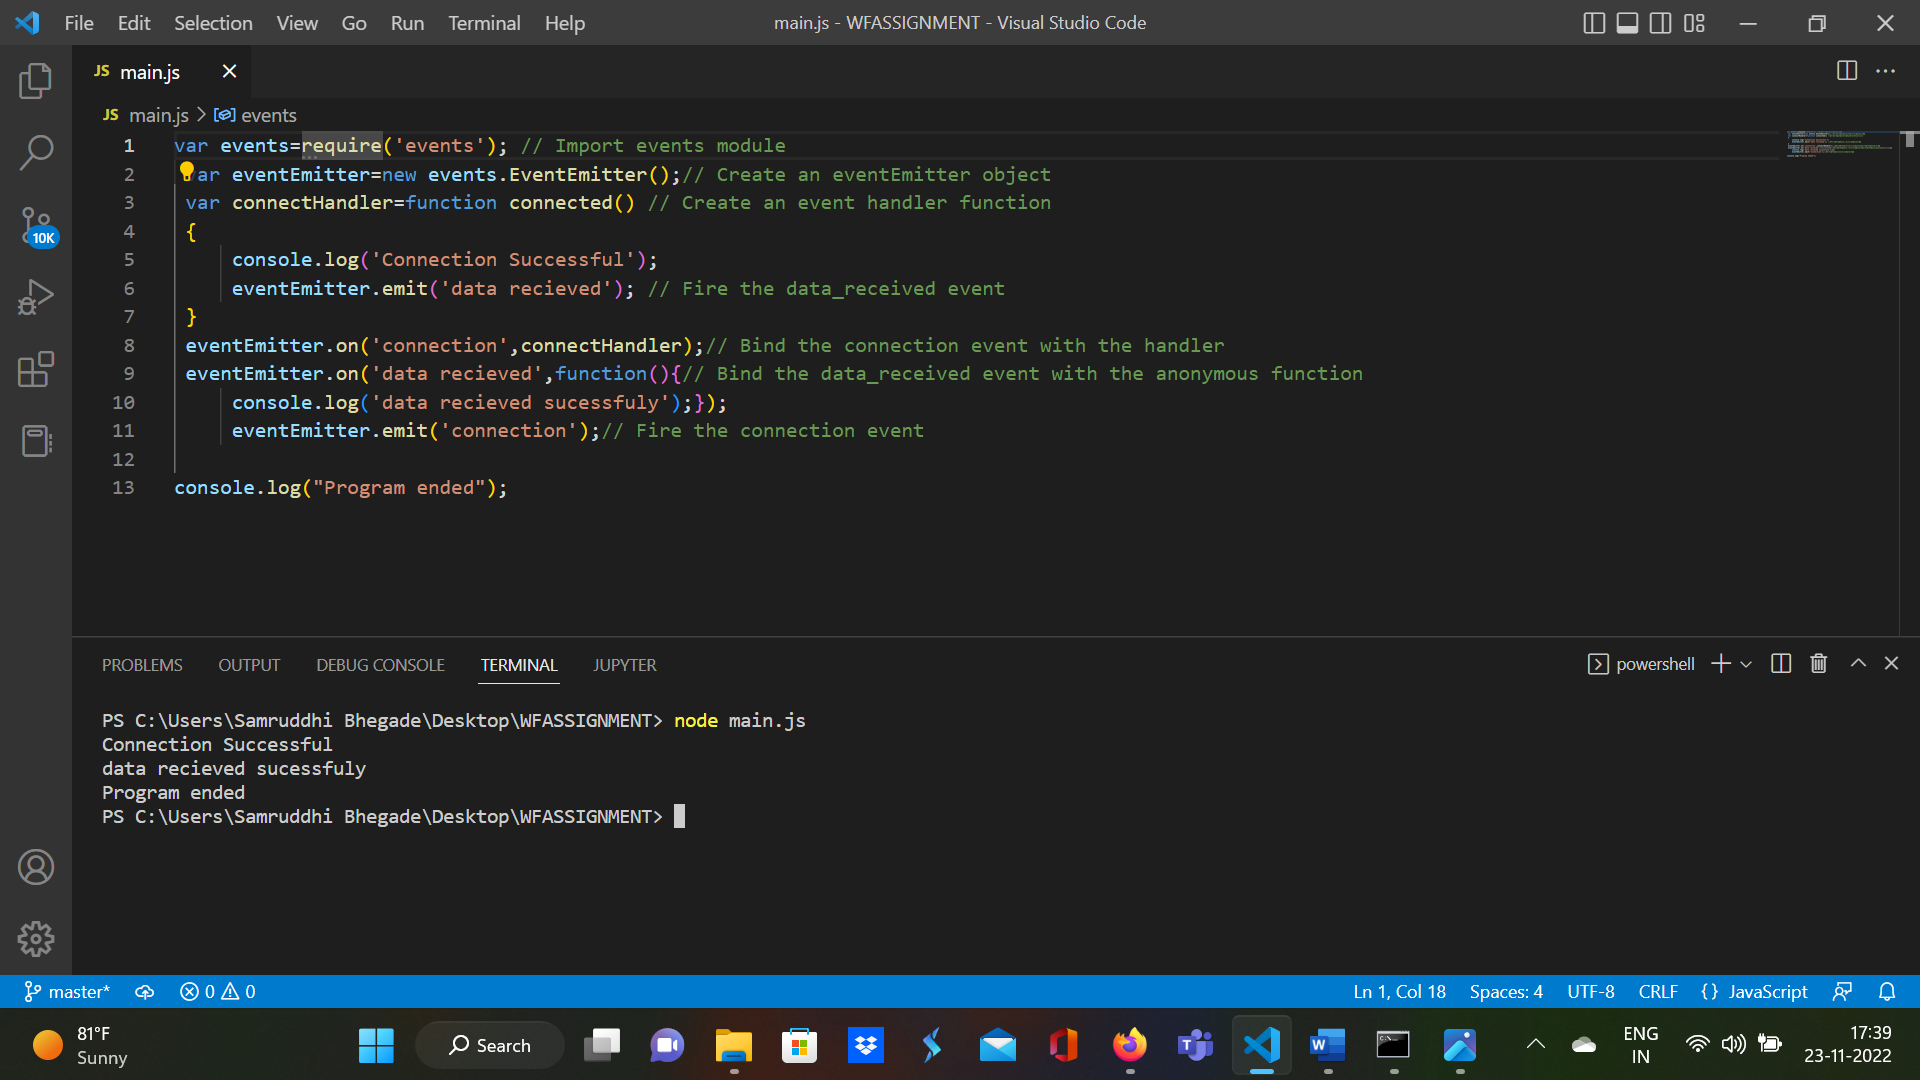 File Edit Selection View Go Run Terminal Help main.js - WFASSIGNMENT - Visual Studio Code
JS main.js
JS main.js > events
1 var events=require('events'); // Import events module
2 var eventEmitter=new events.EventEmitter();// Create an eventEmitter object
3 var connectHandler=function connected() // Create an event handler function
4 {
5 console.log('Connection Successful');
6 eventEmitter.emit('data recieved'); // Fire the data_received event
7 }
8 eventEmitter.on('connection',connectHandler);// Bind the connection event with the handler
9 eventEmitter.on('data recieved',function(){// Bind the data_received event with the anonymous function
10 console.log('data recieved sucessfuly');});
11 eventEmitter.emit('connection');// Fire the connection event
12
13 console.log("Program ended");
10K
PROBLEMS OUTPUT DEBUG CONSOLE TERMINAL JUPYTER powershell
PS C:\Users\Samruddhi Bhegade\Desktop\WFASSIGNMENT> node main.js
Connection Successful
data recieved sucessfuly
Program ended
PS C:\Users\Samruddhi Bhegade\Desktop\WFASSIGNMENT>
master* 0 0 Ln 1, Col 18 Spaces: 4 UTF-8 CRLF {} JavaScript
81°F
Sunny
Search
ENG
IN
17:39
23-11-2022